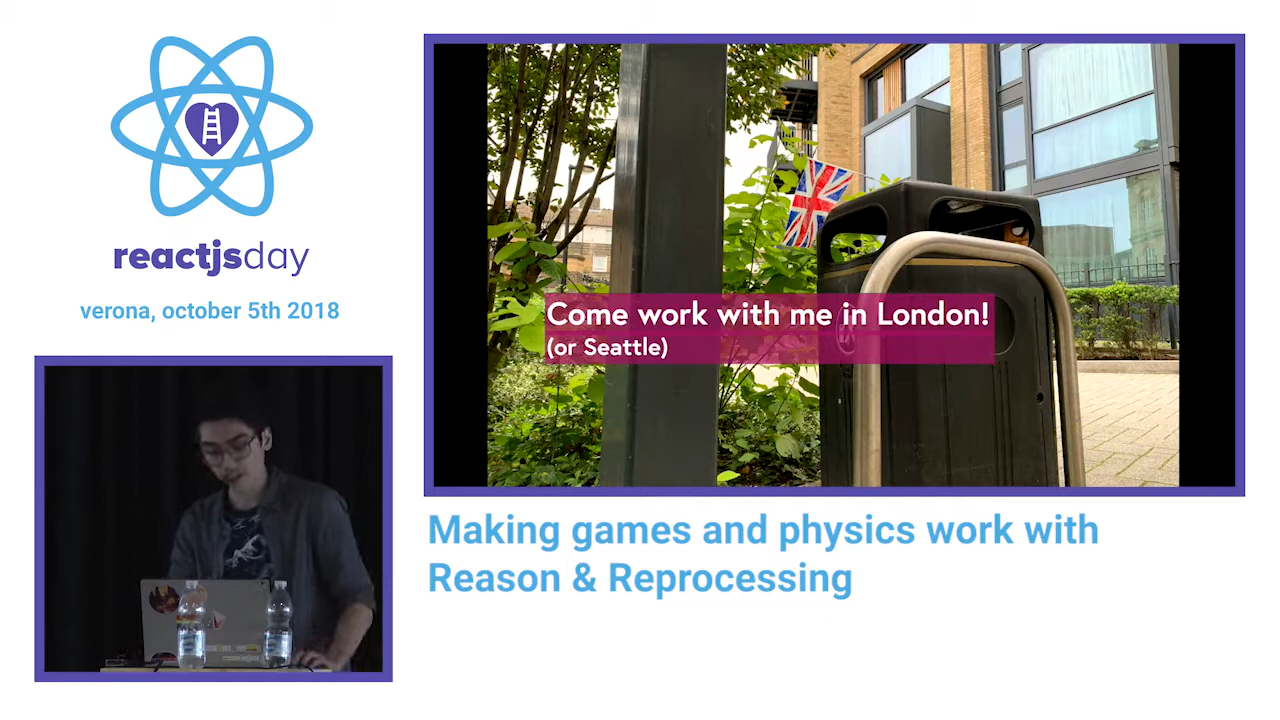 reactjsday
verona, october 5th 2018
Come work with me in London!
(or Seattle)
Making games and physics work with
Reason & Reprocessing